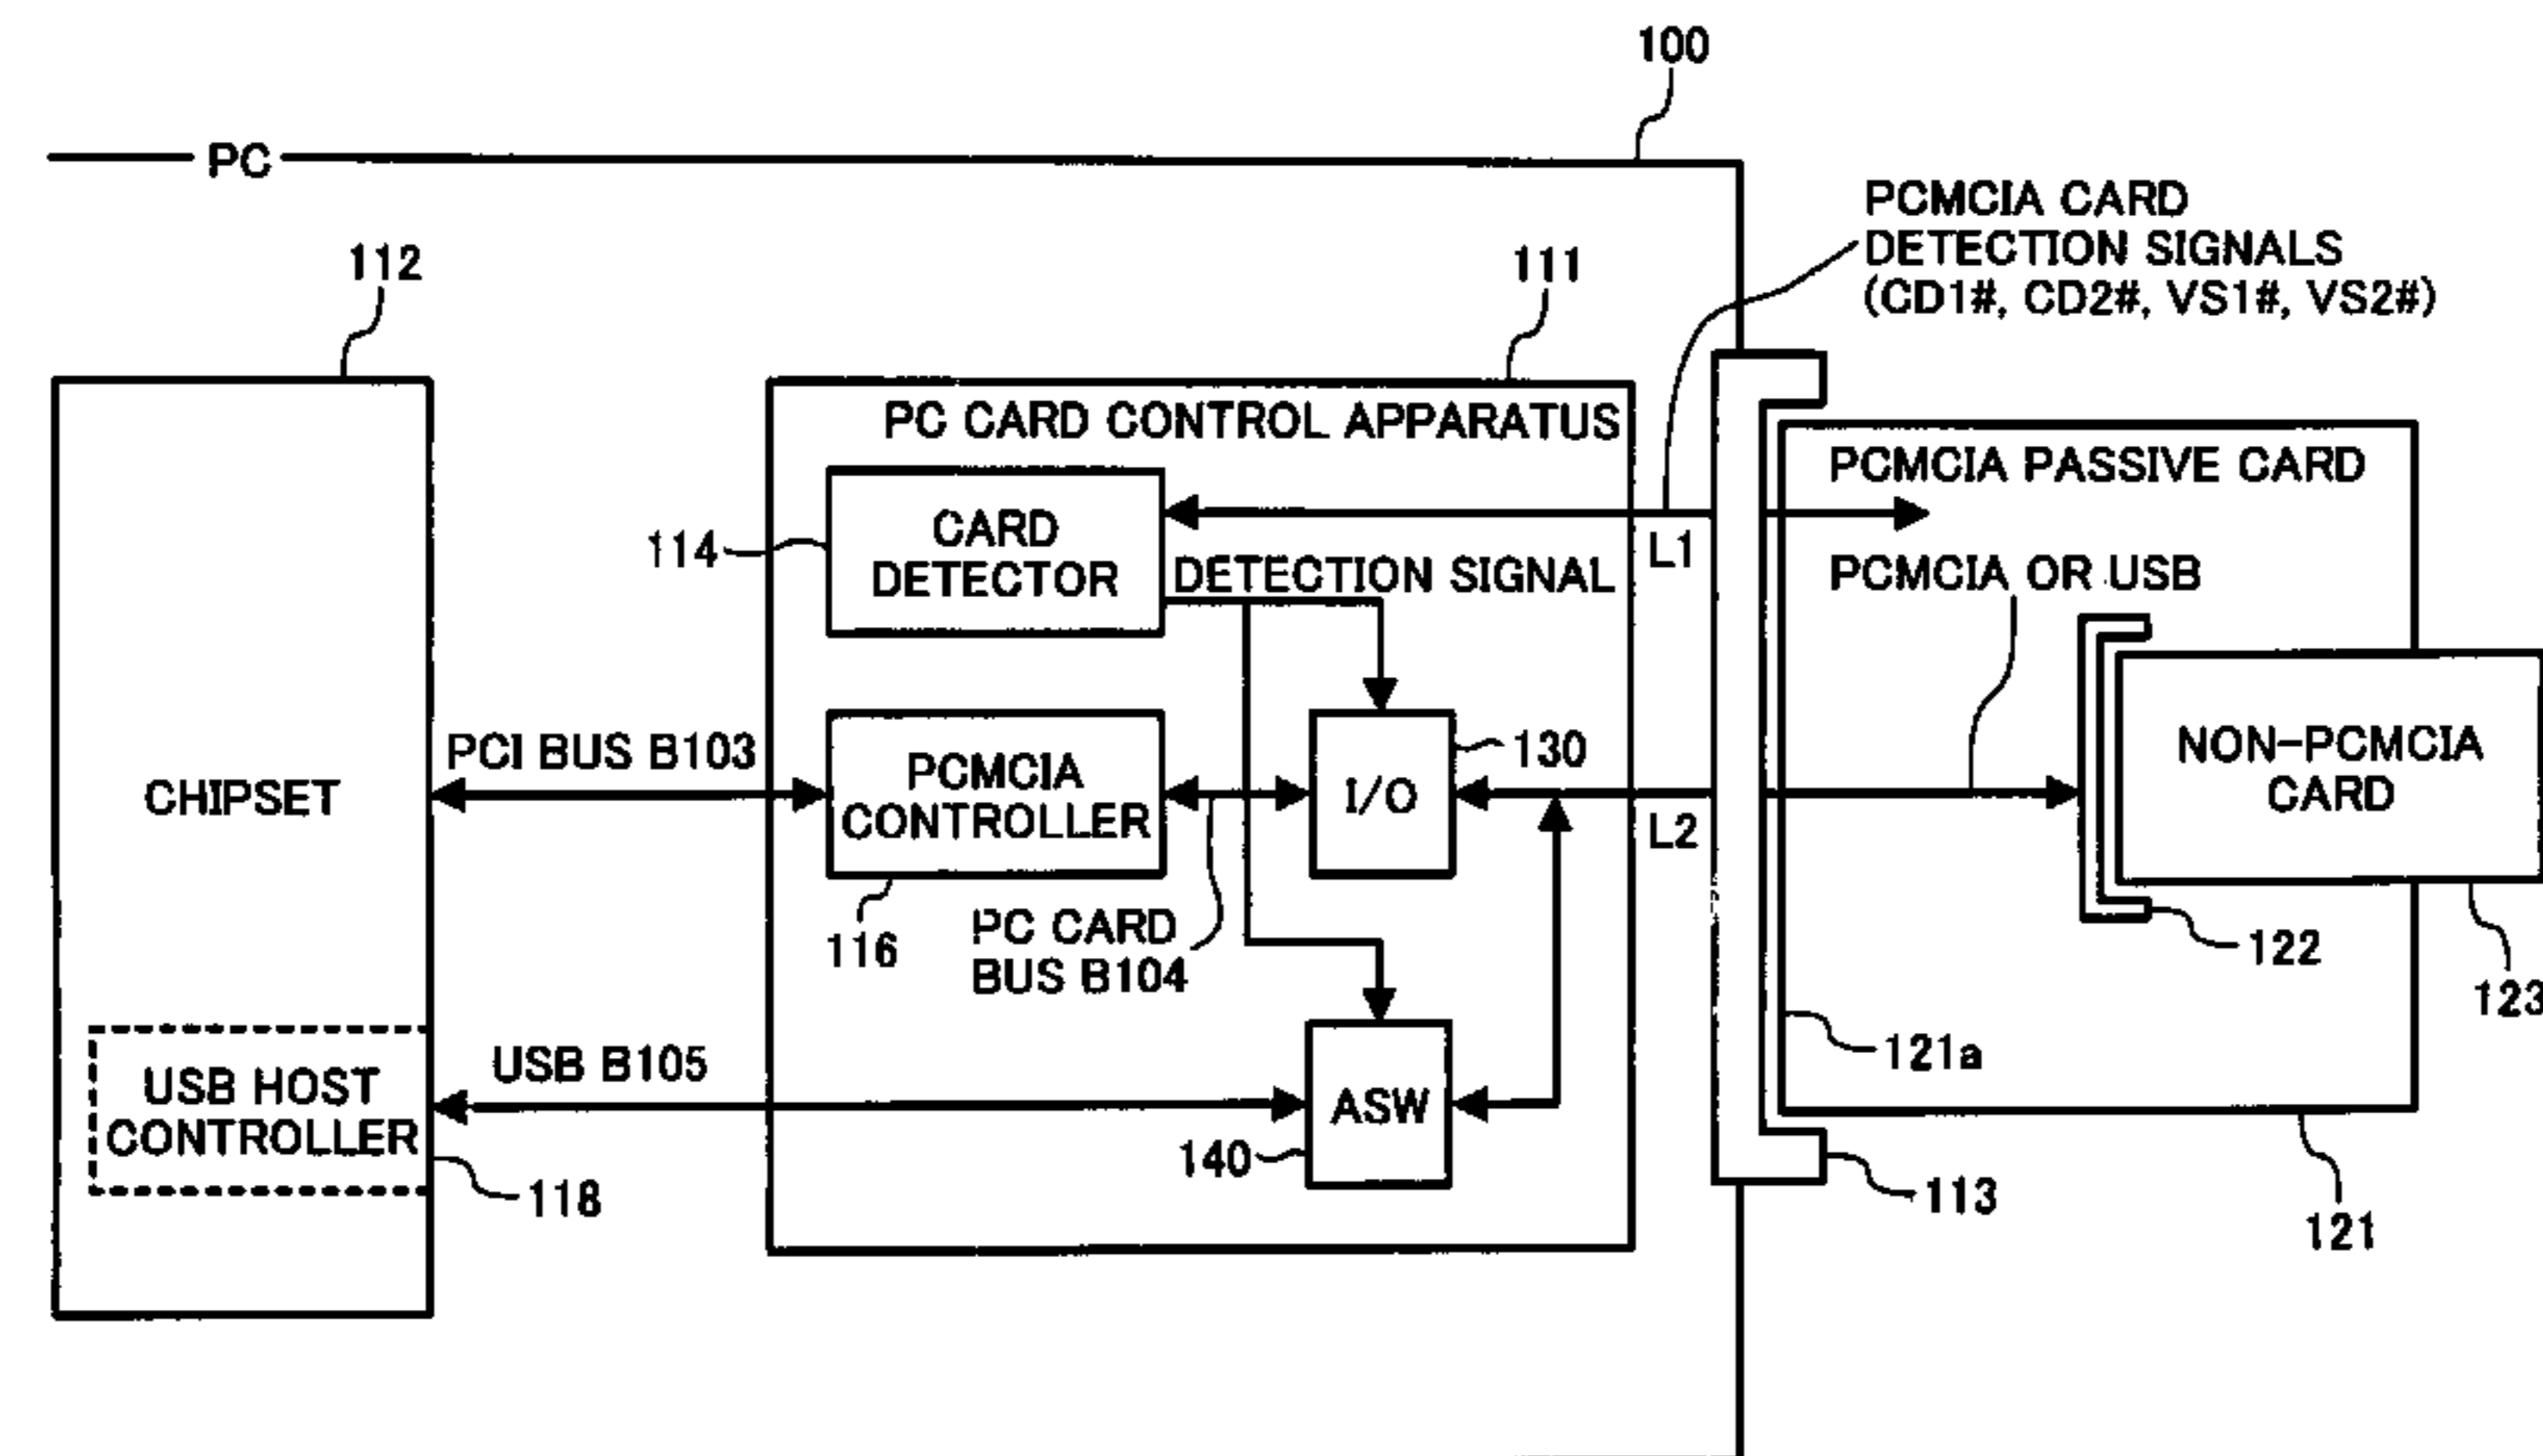 100
PC
PCMCIA CARD
DETECTION SIGNALS
(CD1#, CD2#, VS1#, VS2#)
112
111
PC CARD CONTROL APPARATUS
PCMCIA PASSIVE CARD
114
CARD
DETECTOR
L1
DETECTION SIGNAL
PCMCIA OR USB
PCI BUS B103
CHIPSET
PCMCIA
CONTROLLER
I/O
130
L2
NON-PCMCIA
CARD
116
PC CARD
BUS B104
122
123
USB HOST
CONTROLLER
USB B105
ASW
140
121a
118
113
121